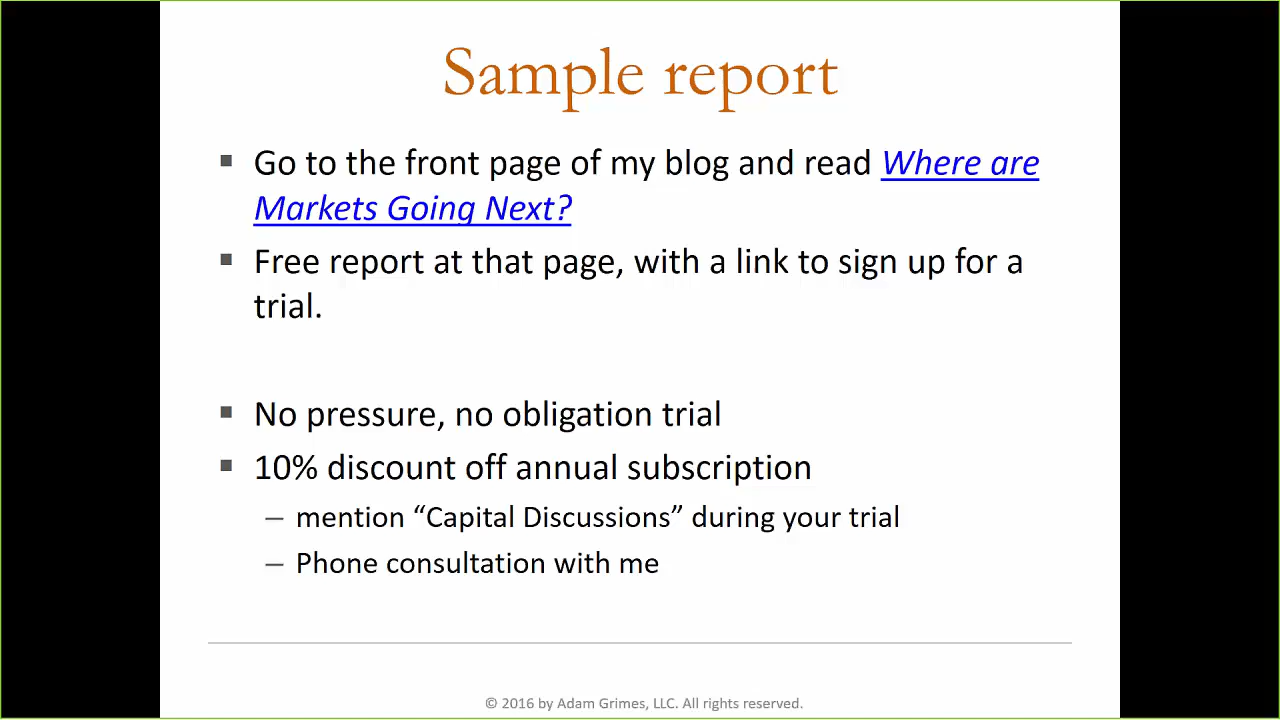 Sample report
▪ Go to the front page of my blog and read Where are
Markets Going Next?
▪ Free report at that page, with a link to sign up for a
trial.
▪ No pressure, no obligation trial
▪ 10% discount off annual subscription
– mention “Capital Discussions” during your trial
– Phone consultation with me
© 2016 by Adam Grimes, LLC. All rights reserved.